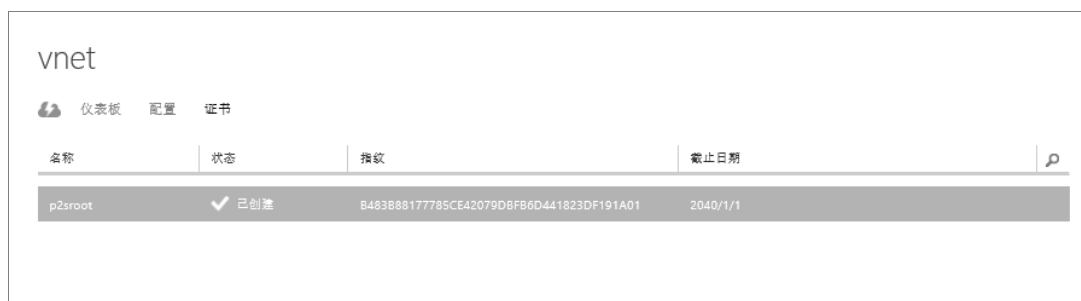 vnet
仪表板 配置 证书
名称 状态 指纹 截止日期
p2sroot 已创建 B483B88177785CE42079DBFB6D441823DF191A01 2040/1/1